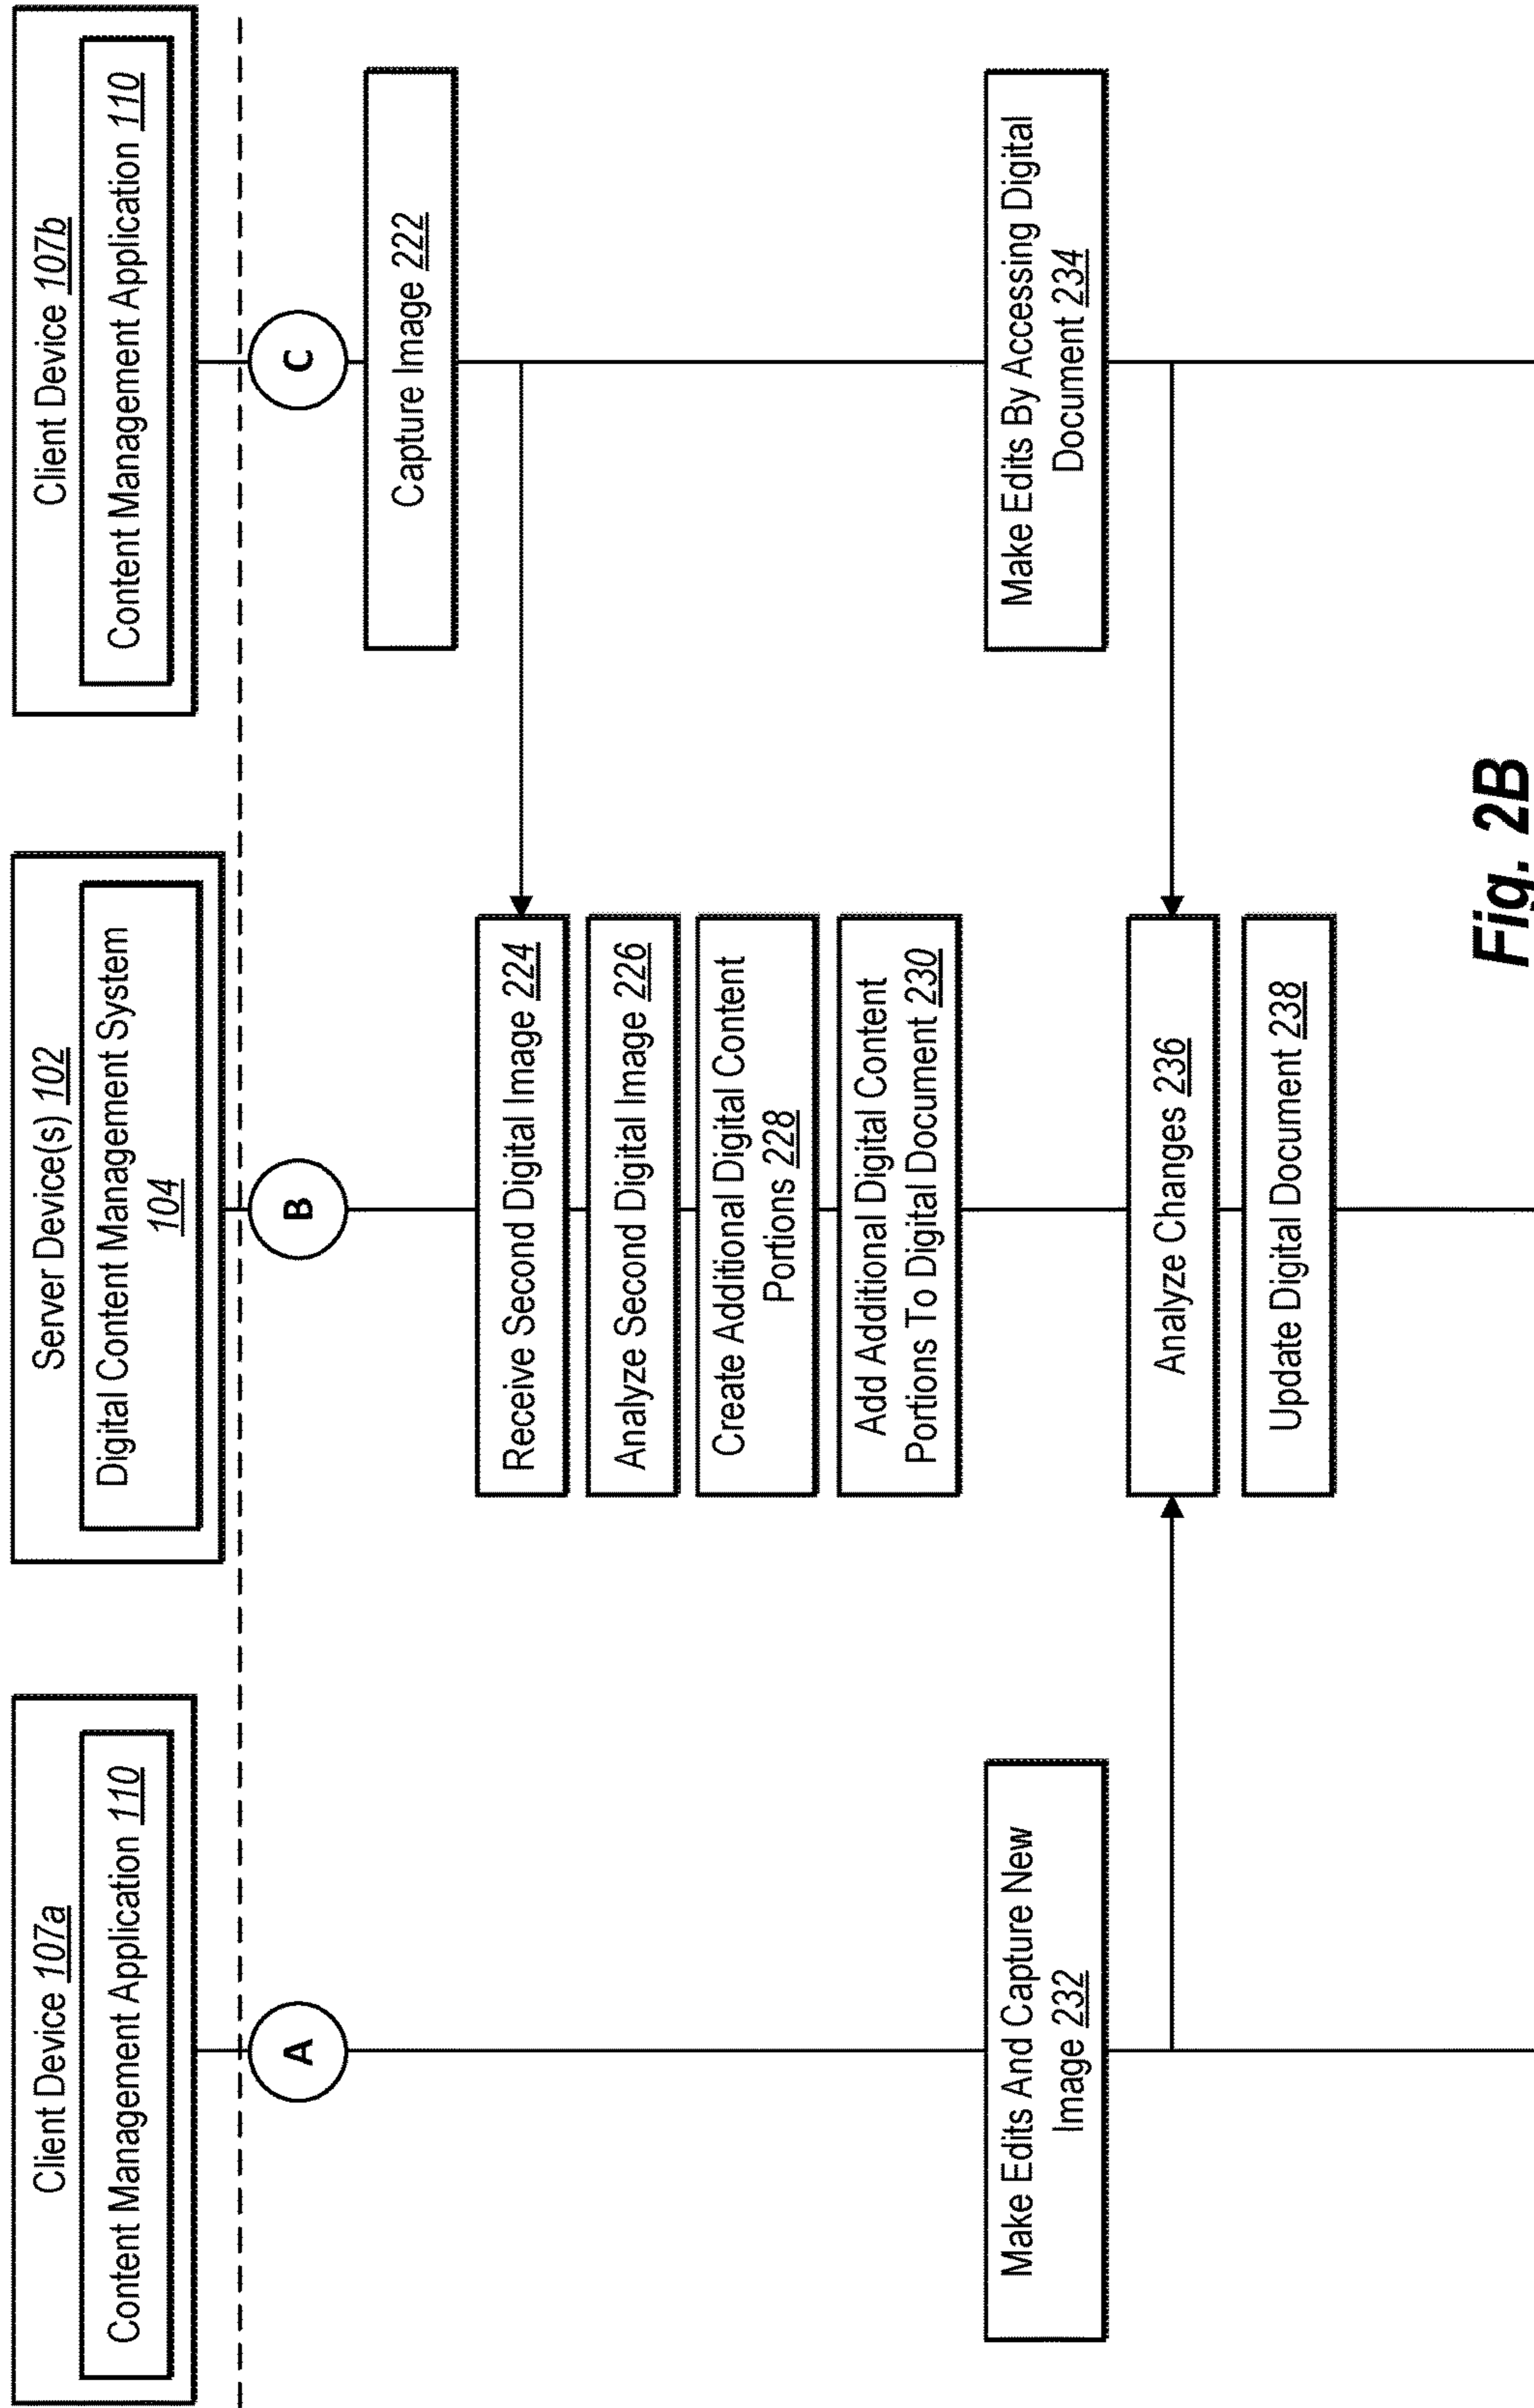 Client Device 107a
Content Management Application 110
Server Device(s) 102
Digital Content Management System
104
Client Device 107b
Content Management Application 110
A
B
C
Capture Image 222
Receive Second Digital Image 224
Analyze Second Digital Image 226
Create Additional Digital Content
Portions 228
Add Additional Digital Content
Portions To Digital Document 230
Make Edits And Capture New
Image 232
Make Edits By Accessing Digital
Document 234
Analyze Changes 236
Update Digital Document 238
Fig. 2B